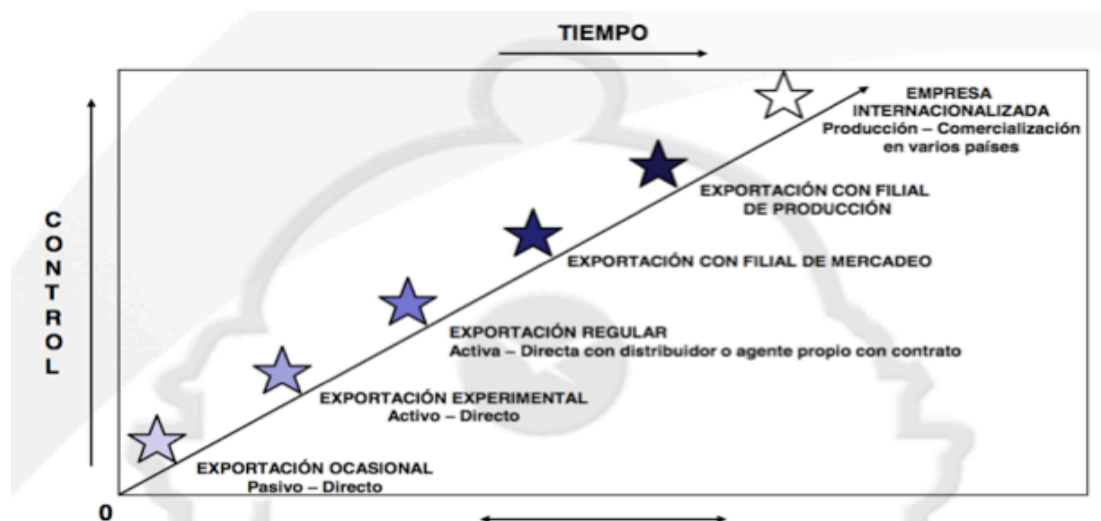 TIEMPO
EMPRESA
INTERNACIONALIZADA
Producción – Comercialización
en varios países
EXPORTACIÓN CON FILIAL
DE PRODUCCIÓN
EXPORTACIÓN CON FILIAL DE MERCADEO
EXPORTACIÓN REGULAR
Activa – Directa con distribuidor o agente propio con contrato
EXPORTACIÓN EXPERIMENTAL
Activo – Directo
EXPORTACIÓN OCASIONAL
Pasivo – Directo
CONTROL
0